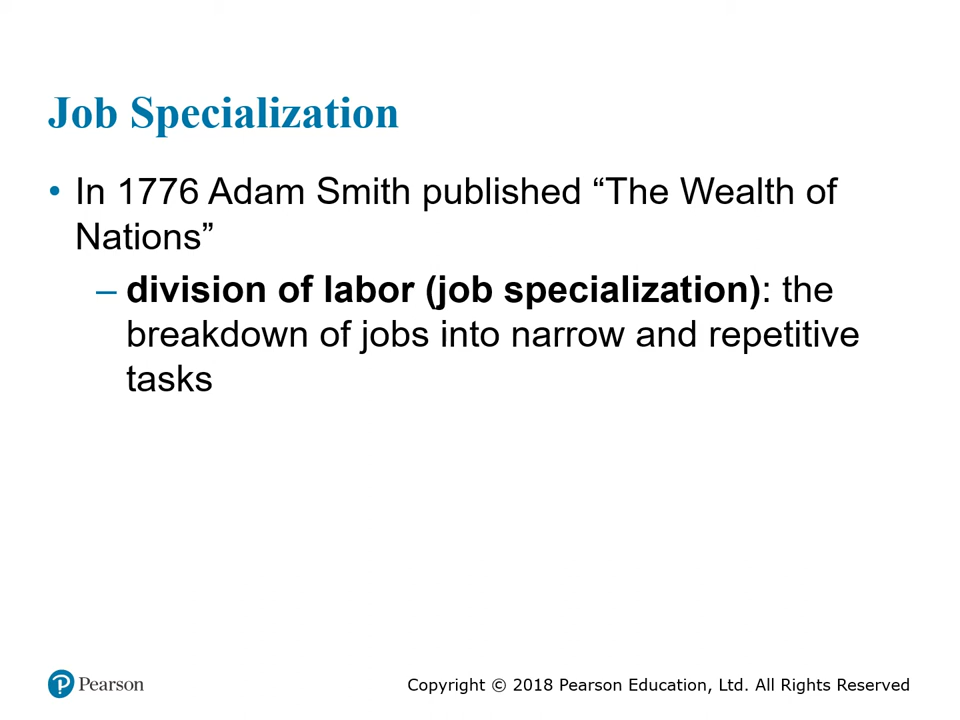 Job Specialization
• In 1776 Adam Smith published “The Wealth of
Nations”
– division of labor (job specialization): the
breakdown of jobs into narrow and repetitive
tasks
P Pearson
Copyright © 2018 Pearson Education, Ltd. All Rights Reserved